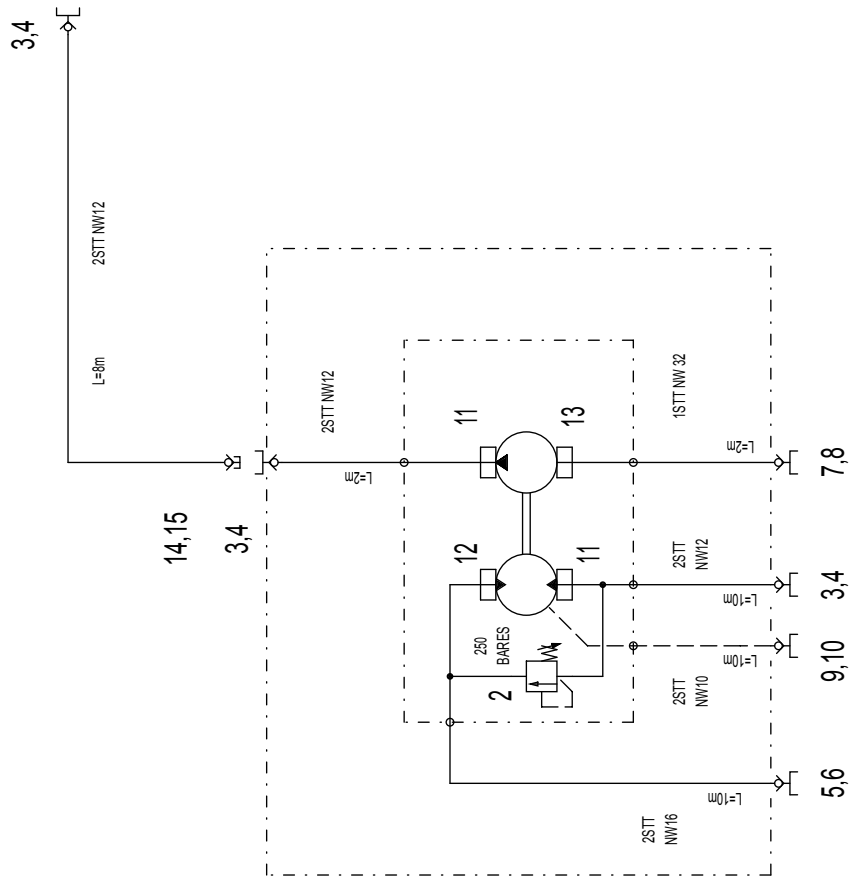 3,4
2STT NW12
L=8m
2STT NW12
11
13
1STT NW 32
L=2m
L=2m
7,8
14,15
3,4
12
11
2STT
NW12
L=10m
3,4
250
BARES
2
2STT
NW10
L=10m
9,10
2STT
NW16
L=10m
5,6